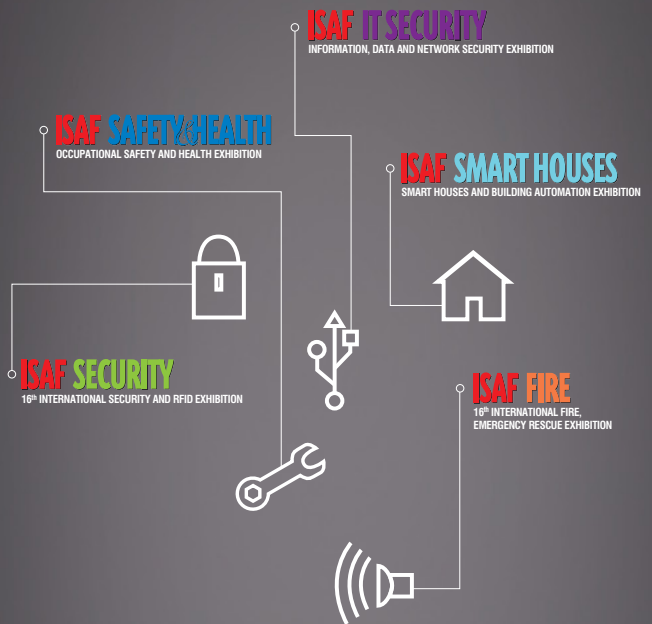 ISAF IT SECURITY
INFORMATION, DATA AND NETWORK SECURITY EXHIBITION
ISAF SAFETY&HEALTH
OCCUPATIONAL SAFETY AND HEALTH EXHIBITION
ISAF SMART HOUSES
SMART HOUSES AND BUILDING AUTOMATION EXHIBITION
ISAF SECURITY
16th INTERNATIONAL SECURITY AND RFID EXHIBITION
ISAF FIRE
16th INTERNATIONAL FIRE,
EMERGENCY RESCUE EXHIBITION